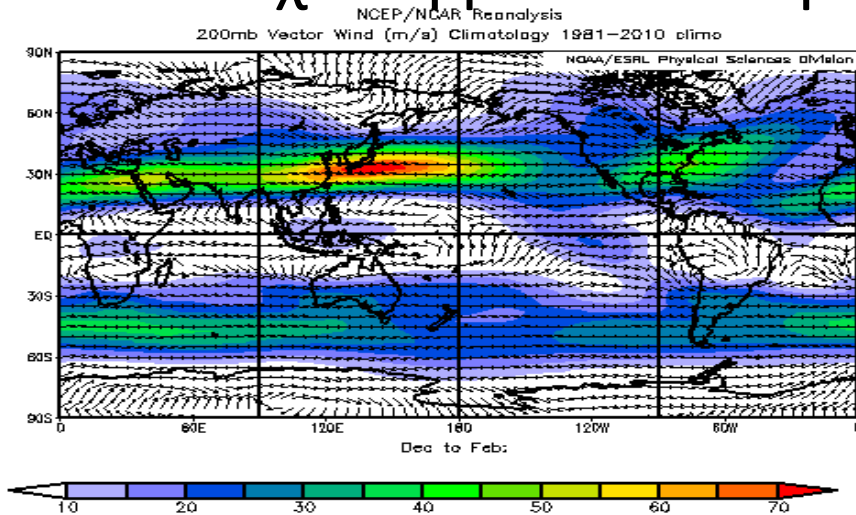 NCEP/NCAR Reanalysis
200mb Vector Wind (m/s) Climatology 1981-2010 climo
NOAA/ESRL Physical Sciences Division
90N
60N
30N
EQ
30S
60S
90S
0 60E 120E 180 120W 60W
Dec to Feb:
10 20 30 40 50 60 70